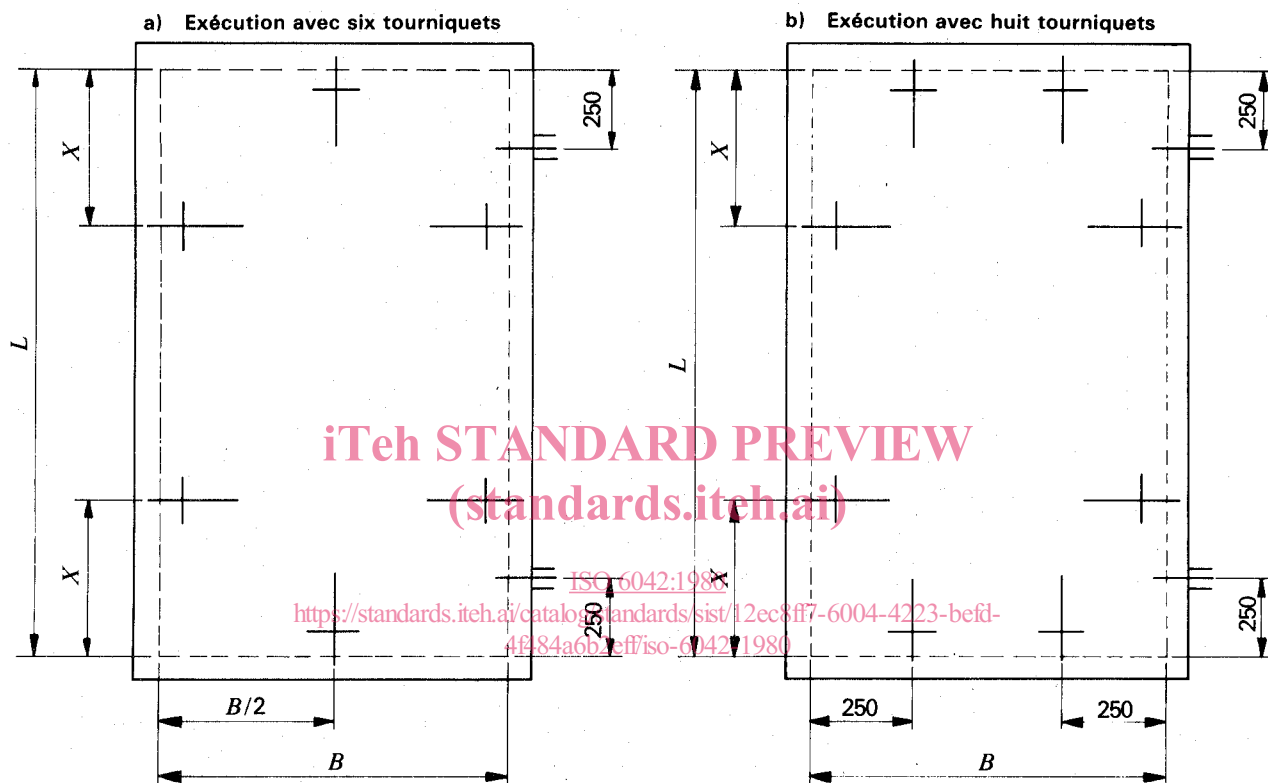 a) Exécution avec six tourniquets
b) Exécution avec huit tourniquets
X
250
L
X
250
B/2
B
X
250
L
X
250
250
250
B
iTeh STANDARD PREVIEW
(standards.iteh.ai)
ISO 6042:1980
https://standards.iteh.ai/catalog/standards/sist/12ec8ff7-6004-4223-befd-
4f484a6b2eff/iso-6042-1980